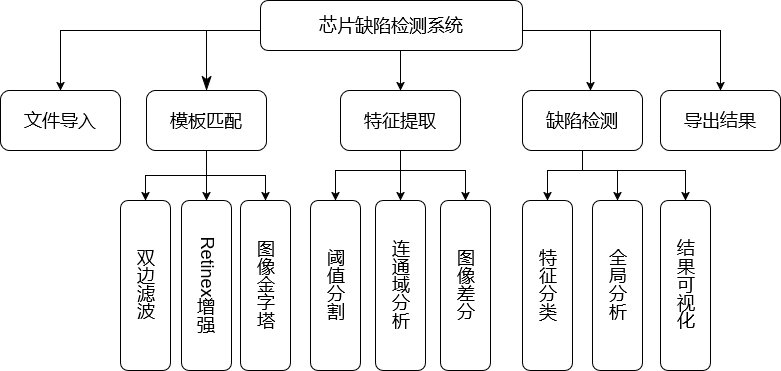 芯片缺陷检测系统
文件导入
模板匹配
特征提取
缺陷检测
导出结果
双边滤波
Retinex增强
图像金字塔
阈值分割
连通域分析
图像差分
特征分类
全局分析
结果可视化